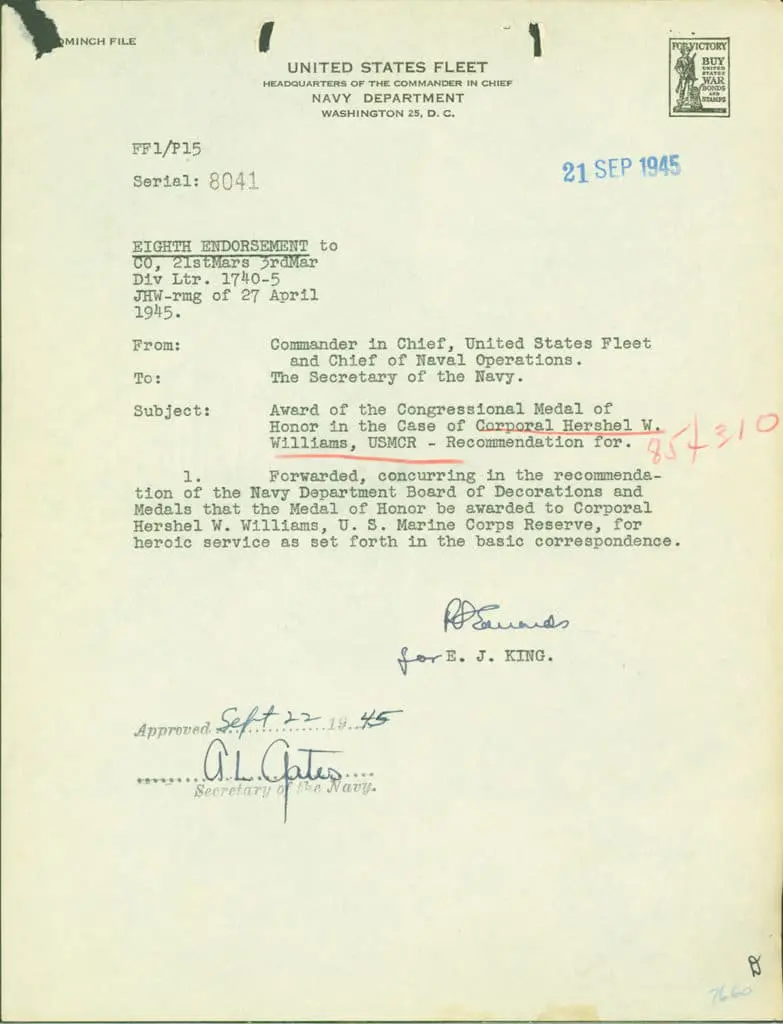 OMINCH FILE
UNITED STATES FLEET
HEADQUARTERS OF THE COMMANDER IN CHIEF
NAVY DEPARTMENT
WASHINGTON 25, D. C.
FOR VICTORY
BUY
UNITED
STATES
WAR
BONDS
AND
STAMPS
FF1/P15
Serial: 8041
21 SEP 1945
EIGHTH ENDORSEMENT to
CO, 21stMars 3rdMar
Div Ltr. 1740-5
JHW-rmg of 27 April
1945.
From: Commander in Chief, United States Fleet
and Chief of Naval Operations.
To: The Secretary of the Navy.
Subject: Award of the Congressional Medal of
Honor in the Case of Corporal Hershel W.
Williams, USMCR - Recommendation for.
1. Forwarded, concurring in the recommenda-
tion of the Navy Department Board of Decorations and
Medals that the Medal of Honor be awarded to Corporal
Hershel W. Williams, U. S. Marine Corps Reserve, for
heroic service as set forth in the basic correspondence.
Edwards
for E. J. KING.
Approved Sept 22 1945
A. L. Gates
Secretary of the Navy.
7660